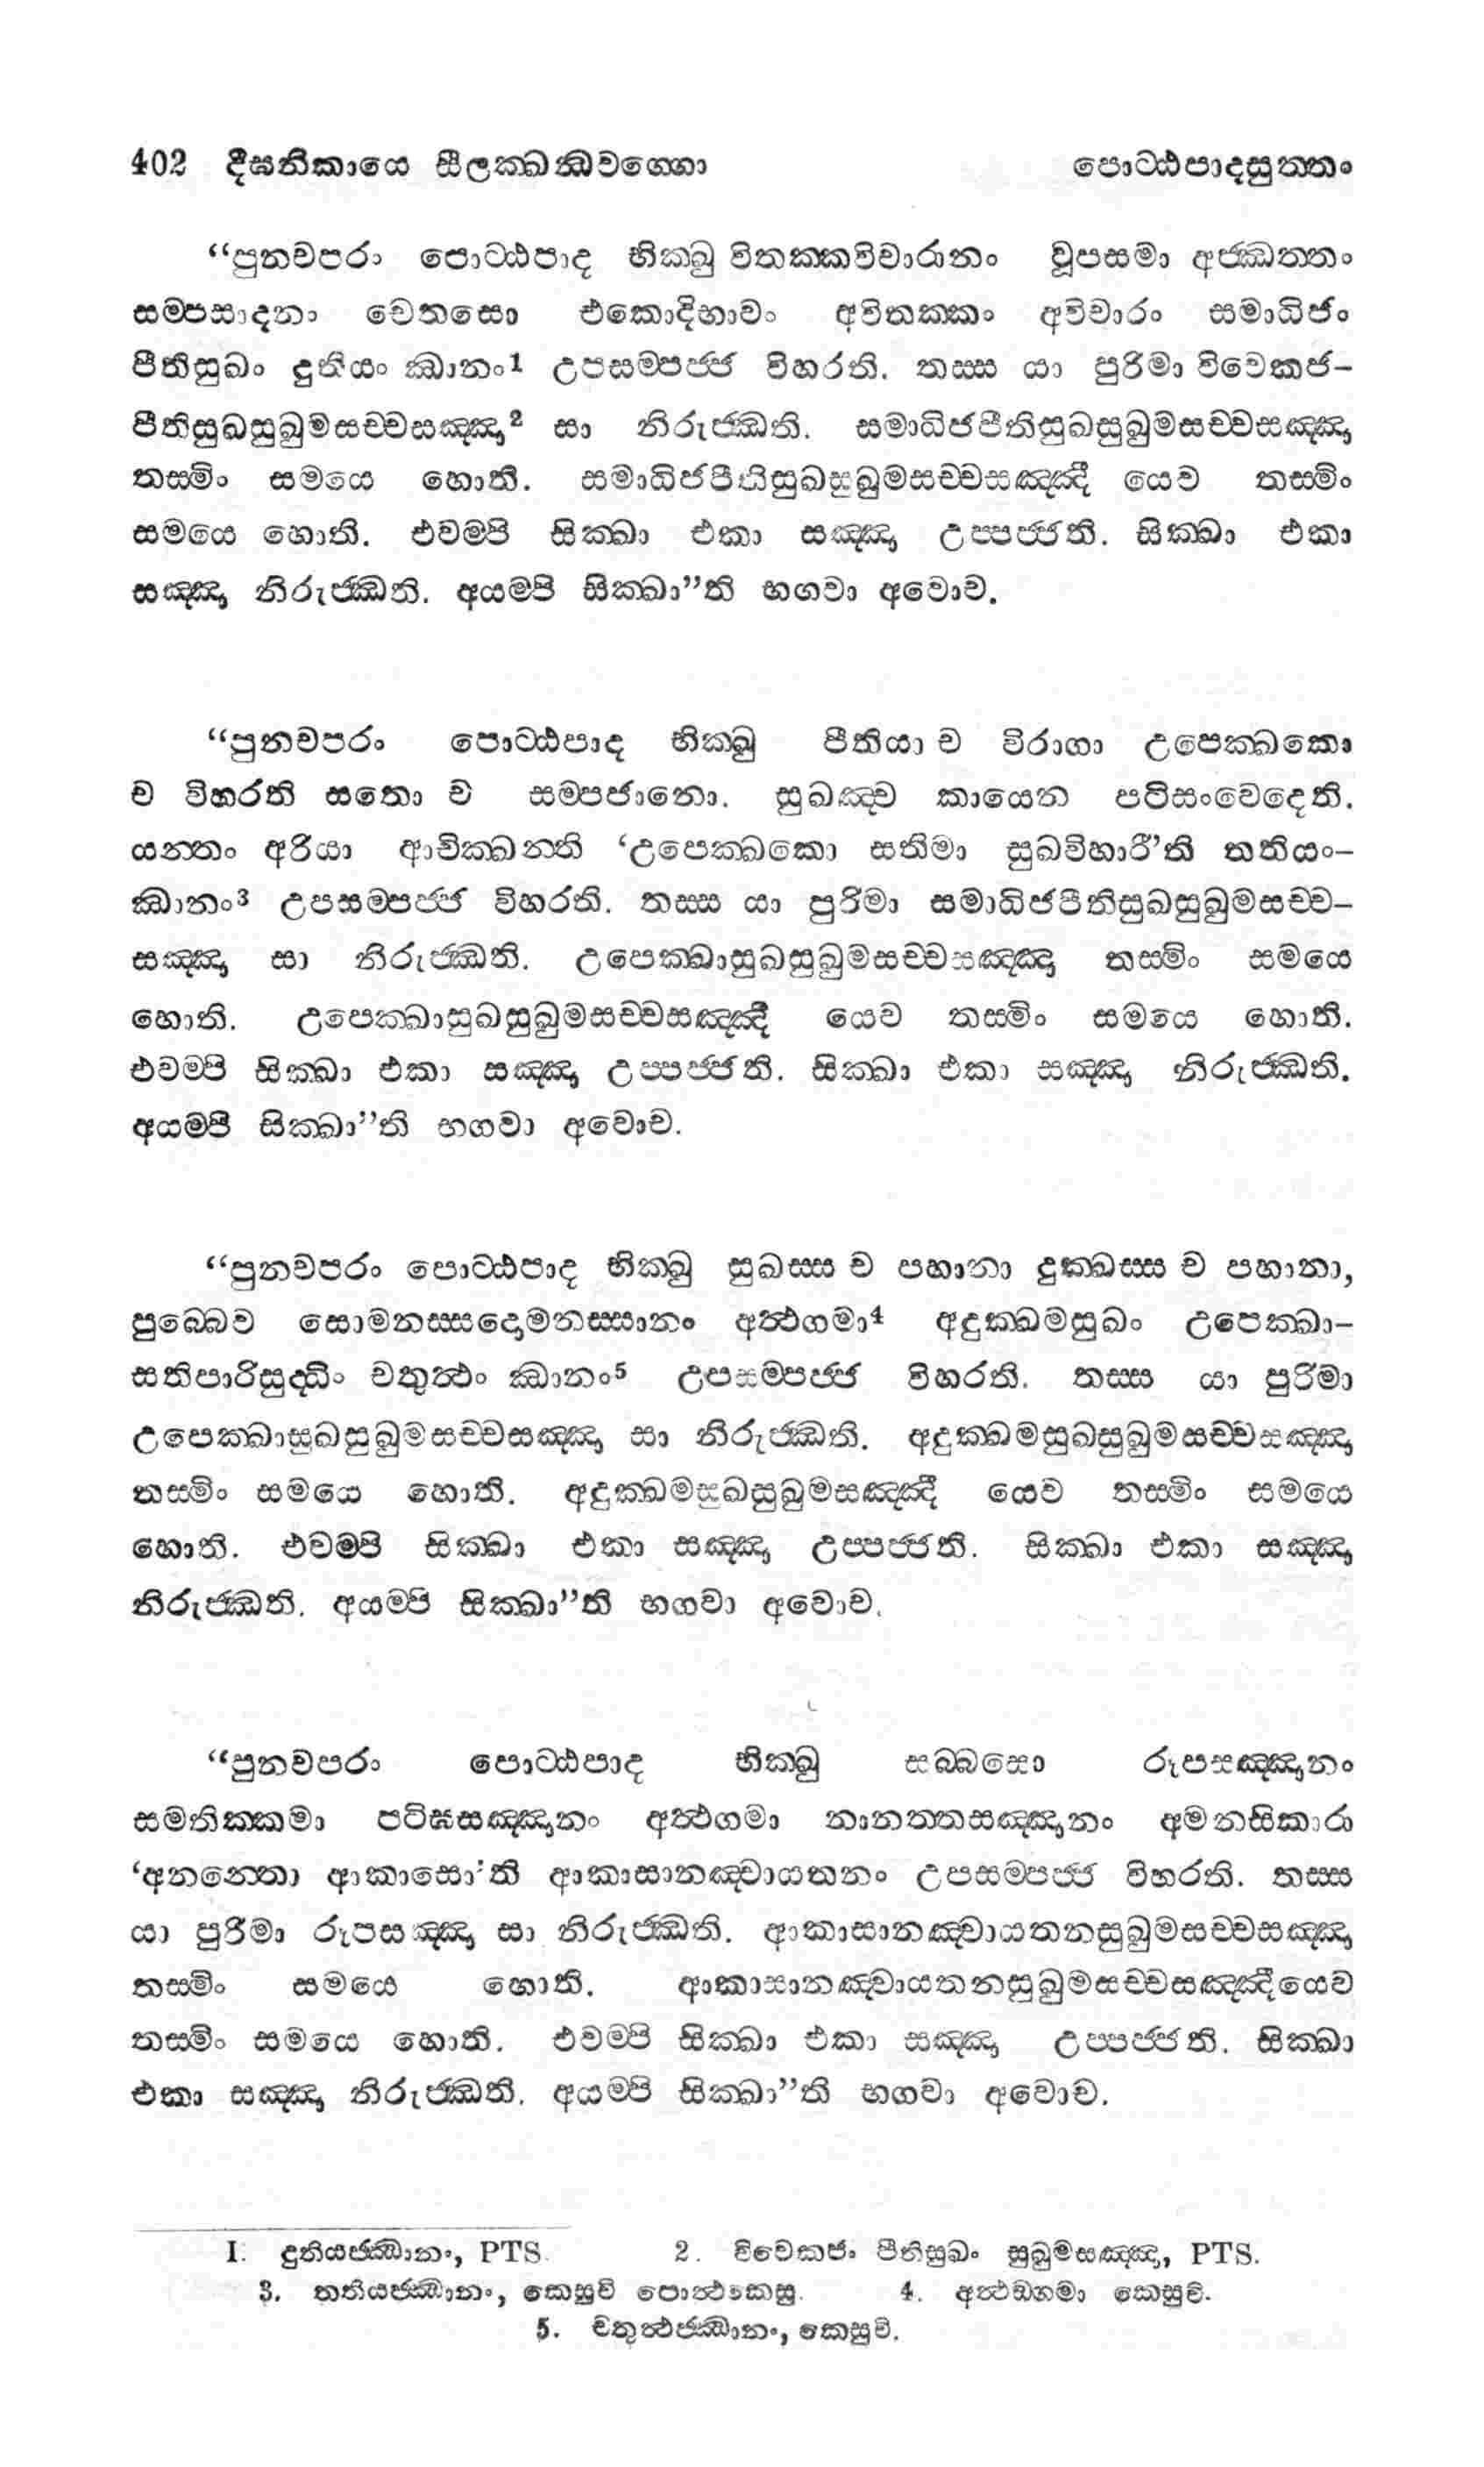 402 දීඝනිකායෙ සීලක්ඛන්ධවග්ගො පොට්ඨපාදසුත්තං
“පුනචපරං පොට්ඨපාද භික්ඛු විතක්කවිචාරානං වූපසමා අජ්ඣත්තං
සම්පසාදනං චෙතසො එකොදිභාවං අවිතක්කං අවිචාරං සමාධිජං
පීතිසුඛං දුතියං ඣානං1 උපසම්පජ්ජ විහරති. තස්ස යා පුරිමා විවෙකජ-
පීතිසුඛසුඛුමසච්චසඤ්ඤා2 සා නිරුජ්ඣති. සමාධිජපීතිසුඛසුඛුමසච්චසඤ්ඤා
තස්මිං සමයෙ හොති. සමාධිජපීතිසුඛසුඛුමසච්චසඤ්ඤී යෙව තස්මිං
සමයෙ හොති. එවම්පි සික්ඛා එකා සඤ්ඤා උප්පජ්ජති. සික්ඛා එකා
සඤ්ඤා නිරුජ්ඣති. අයම්පි සික්ඛා”ති භගවා අවොච.
“පුනචපරං පොට්ඨපාද භික්ඛු පීතියා ච විරාගා උපෙක්ඛකො
ච විහරති සතො ච සම්පජානො. සුඛඤ්ච කායෙන පටිසංවෙදෙති.
යන්තං අරියා ආචික්ඛන්ති ‘උපෙක්ඛකො සතිමා සුඛවිහාරී’ති තතියං-
ඣානං3 උපසම්පජ්ජ විහරති. තස්ස යා පුරිමා සමාධිජපීතිසුඛසුඛුමසච්ච-
සඤ්ඤා සා නිරුජ්ඣති. උපෙක්ඛාසුඛසුඛුමසච්චසඤ්ඤා තස්මිං සමයෙ
හොති. උපෙක්ඛාසුඛසුඛුමසච්චසඤ්ඤී යෙව තස්මිං සමයෙ හොති.
එවම්පි සික්ඛා එකා සඤ්ඤා උප්පජ්ජති. සික්ඛා එකා සඤ්ඤා නිරුජ්ඣති.
අයම්පි සික්ඛා”ති භගවා අවොච.
“පුනචපරං පොට්ඨපාද භික්ඛු සුඛස්ස ච පහානා දුක්ඛස්ස ච පහානා,
පුබ්බෙව සොමනස්සදොමනස්සානං අත්ථගමා4 අදුක්ඛමසුඛං උපෙක්ඛා-
සතිපාරිසුද්ධිං චතුත්ථං ඣානං5 උපසම්පජ්ජ විහරති. තස්ස යා පුරිමා
උපෙක්ඛාසුඛසුඛුමසච්චසඤ්ඤා සා නිරුජ්ඣති. අදුක්ඛමසුඛසුඛුමසච්චසඤ්ඤා
තස්මිං සමයෙ හොති. අදුක්ඛමසුඛසුඛුමසඤ්ඤී යෙව තස්මිං සමයෙ
හොති. එවම්පි සික්ඛා එකා සඤ්ඤා උප්පජ්ජති. සික්ඛා එකා සඤ්ඤා
නිරුජ්ඣති. අයම්පි සික්ඛා”ති භගවා අවොච.
“පුනචපරං පොට්ඨපාද භික්ඛු සබ්බසො රූපසඤ්ඤානං
සමතික්කමා පටිඝසඤ්ඤානං අත්ථගමා නානත්තසඤ්ඤානං අමනසිකාරා
‘අනන්තො ආකාසො’ති ආකාසානඤ්චායතනං උපසම්පජ්ජ විහරති. තස්ස
යා පුරිමා රූපසඤ්ඤා සා නිරුජ්ඣති. ආකාසානඤ්චායතනසුඛුමසච්චසඤ්ඤා
තස්මිං සමයෙ හොති. ආකාසානඤ්චායතනසුඛුමසච්චසඤ්ඤීයෙව
තස්මිං සමයෙ හොති. එවම්පි සික්ඛා එකා සඤ්ඤා උප්පජ්ජති. සික්ඛා
එකා සඤ්ඤා නිරුජ්ඣති. අයම්පි සික්ඛා”ති භගවා අවොච.
1. දුතියජ්ඣානං, PTS. 2. විවෙකජං පීතිසුඛං සුඛුමසඤ්ඤා, PTS.
3. තතියජ්ඣානං, කෙසුචි පොත්ථකෙසු. 4. අත්ථඞගමා කෙසුචි.
5. චතුත්ථජ්ඣානං, කෙසුචි.